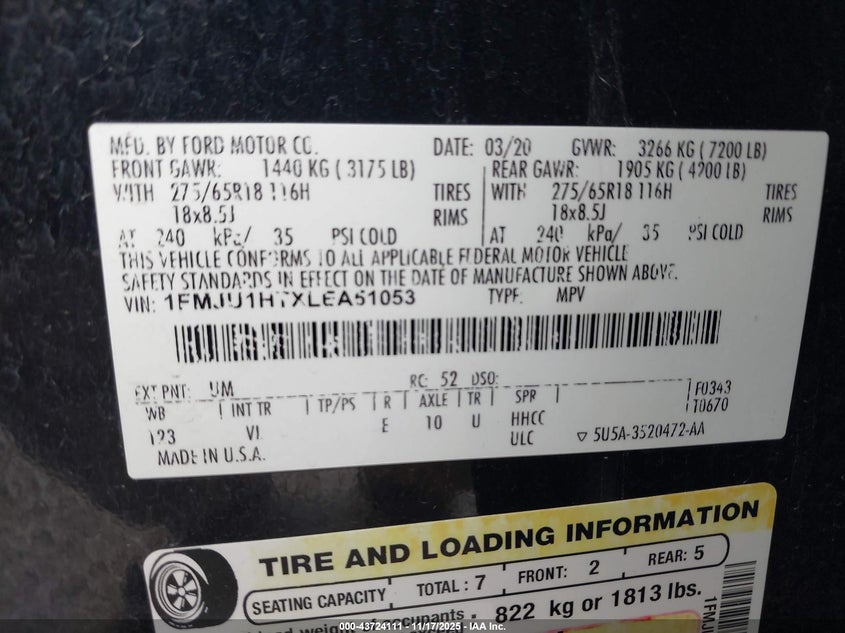 MFD. BY FORD MOTOR CO. DATE: 03/20 GVWR: 3266 KG ( 7200 LB)
FRONT GAWR: 1440 KG ( 3175 LB) REAR GAWR: 1905 KG ( 4200 LB)
WITH 275/65R18 116H TIRES WITH 275/65R18 116H TIRES
18x8.5J RIMS 18x8.5J RIMS
AT 240 kPa/ 35 PSI COLD AT 240 kPa/ 35 PSI COLD
THIS VEHICLE CONFORMS TO ALL APPLICABLE FEDERAL MOTOR VEHICLE
SAFETY STANDARDS IN EFFECT ON THE DATE OF MANUFACTURE SHOWN ABOVE.
VIN: 1FMJU1HTXLEA51053 TYPE: MPV
EXT PNT: UM RC: 52 DSO:
WB INT TR TP/PS R AXLE TR SPR F0343
123 E 10 U HHCC T0670
ULC 5U5A-3520472-AA
MADE IN U.S.A.
TIRE AND LOADING INFORMATION
SEATING CAPACITY TOTAL : 7 FRONT: 2 REAR: 5
occupants 822 kg or 1813 lbs.
1FMJU
000-43724111 - 11/17/2025 - IAA Inc.